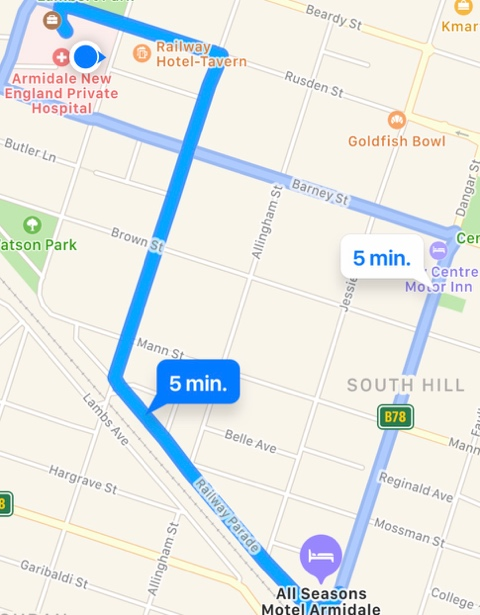 Beardy St
Kmar
Railway
Hotel-Tavern
Armidale New
England Private
Hospital
Rusden St
Goldfish Bowl
Butler Ln
Barney St
Dangar St
Allingham St
atson Park
Brown St
Cen
5 min.
Centre
Motor Inn
Jessie
Mann St
5 min.
SOUTH HILL
B78
Lambs Ave
Belle Ave
Mann
Hargrave St
Railway Parade
Reginald Ave
8
Mossman St
Allingham St
Garibaldi St
All Seasons
Motel Armidale
College